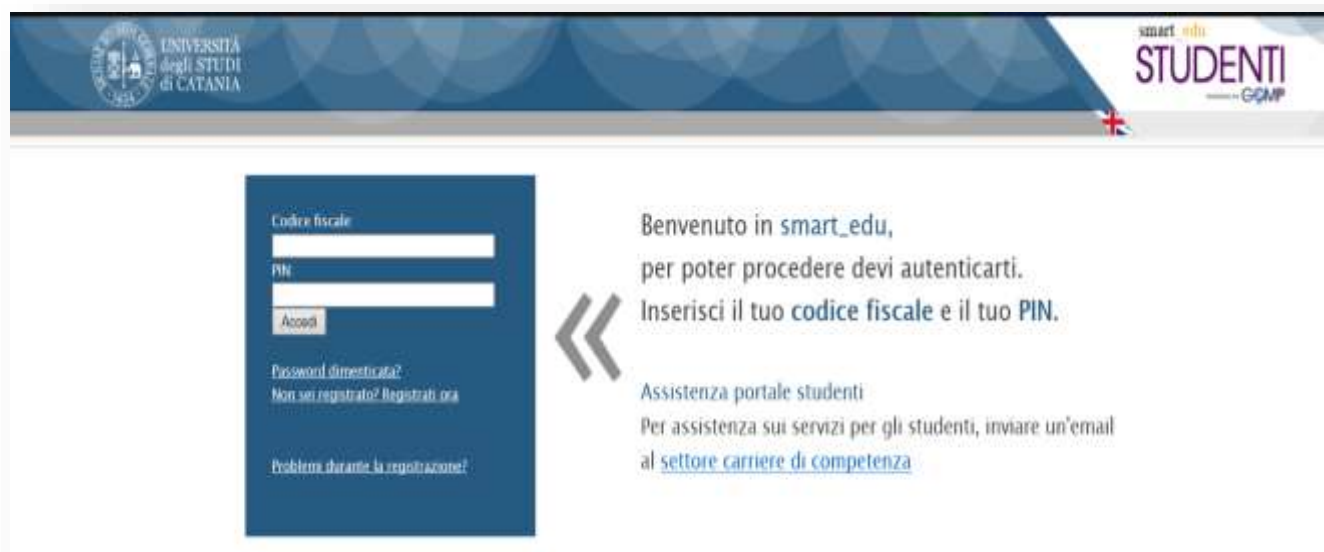 UNIVERSITÀ
degli STUDI
di CATANIA
smart_edu
STUDENTI
GOMP
Codice fiscale
PIN
Accedi
Password dimenticata?
Non sei registrato? Registrati ora
Problemi durante la registrazione?
Benvenuto in smart_edu,
per poter procedere devi autenticarti.
Inserisci il tuo codice fiscale e il tuo PIN.
Assistenza portale studenti
Per assistenza sui servizi per gli studenti, inviare un'email
al settore carriere di competenza